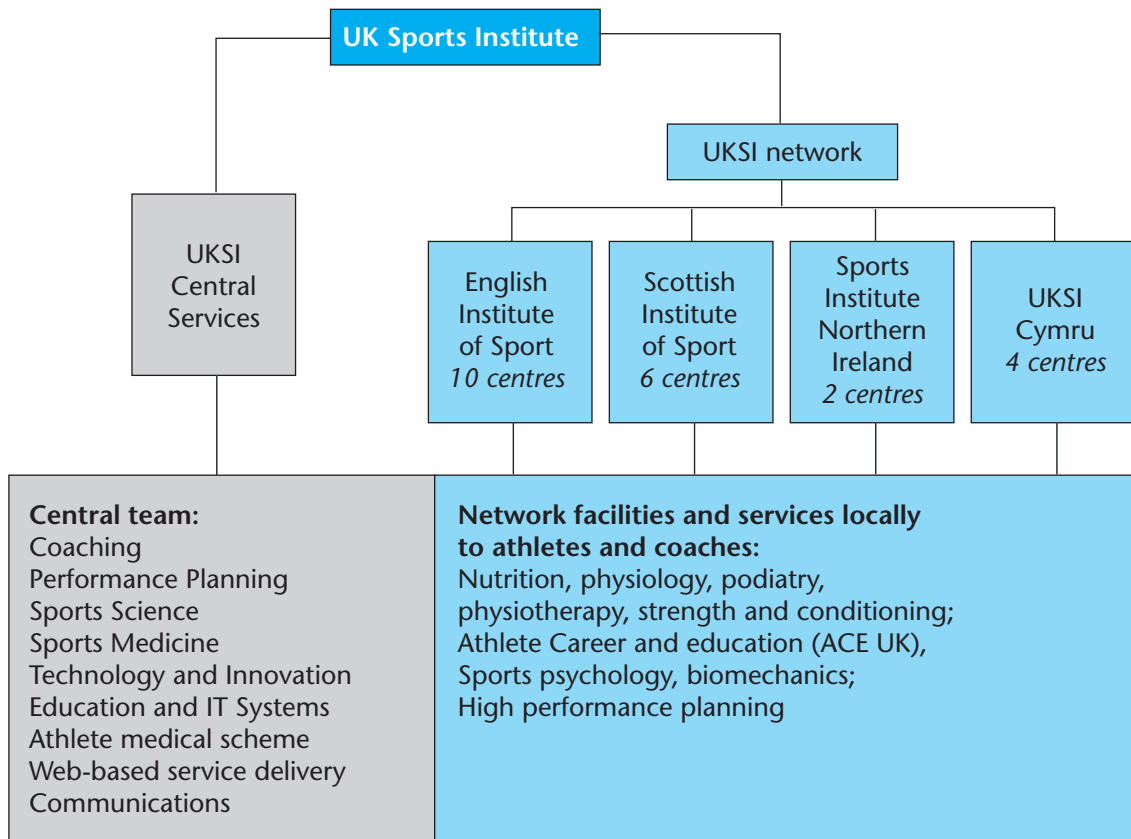 UK Sports Institute
UKSI network
UKSI
Central
Services
English
Institute
of Sport
10 centres
Scottish
Institute
of Sport
6 centres
Sports
Institute
Northern
Ireland
2 centres
UKSI
Cymru
4 centres
Central team:
Coaching
Performance Planning
Sports Science
Sports Medicine
Technology and Innovation
Education and IT Systems
Athlete medical scheme
Web-based service delivery
Communications
Network facilities and services locally
to athletes and coaches:
Nutrition, physiology, podiatry,
physiotherapy, strength and conditioning;
Athlete Career and education (ACE UK),
Sports psychology, biomechanics;
High performance planning